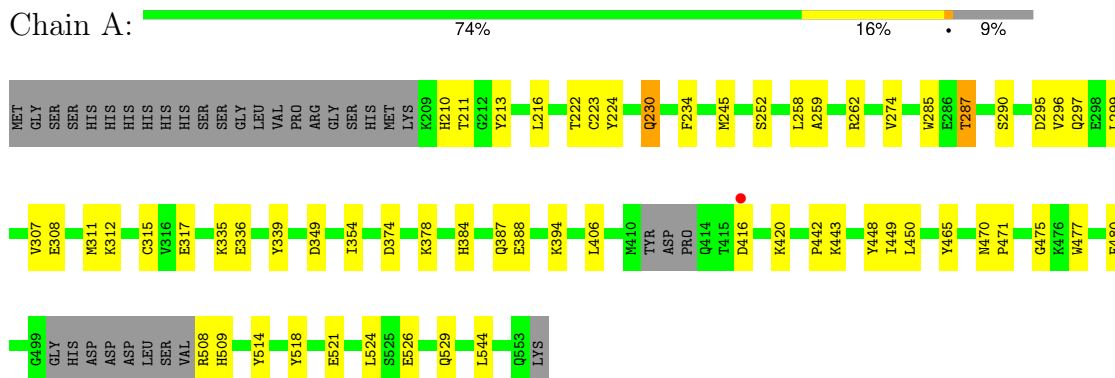 Chain A:
74% 16% • 9%
MET GLY SER SER HIS HIS HIS HIS HIS HIS SER SER GLY LEU VAL PRO ARG GLY SER HIS MET LYS K209 H210 T211 G212 Y213 L216 T222 C223 Y224 Q230 F234 M245 S252 L258 A259 R262 V274 W285 E286 T287 S290 D295 V296 Q297 E298 L299
V307 E308 M311 K312 C315 V316 E317 K335 E336 Y339 D349 I354 D374 K378 H384 Q387 E388 K394 L406 M410 TYR ASP PRO Q414 T415 D416 K420 P442 K443 Y448 I449 L450 Y465 N470 P471 G475 K476 W477
G499 GLY HIS ASP ASP ASP LEU SER VAL R508 H509 Y514 Y518 E521 L524 S525 E526 Q529 L544 Q553 LYS